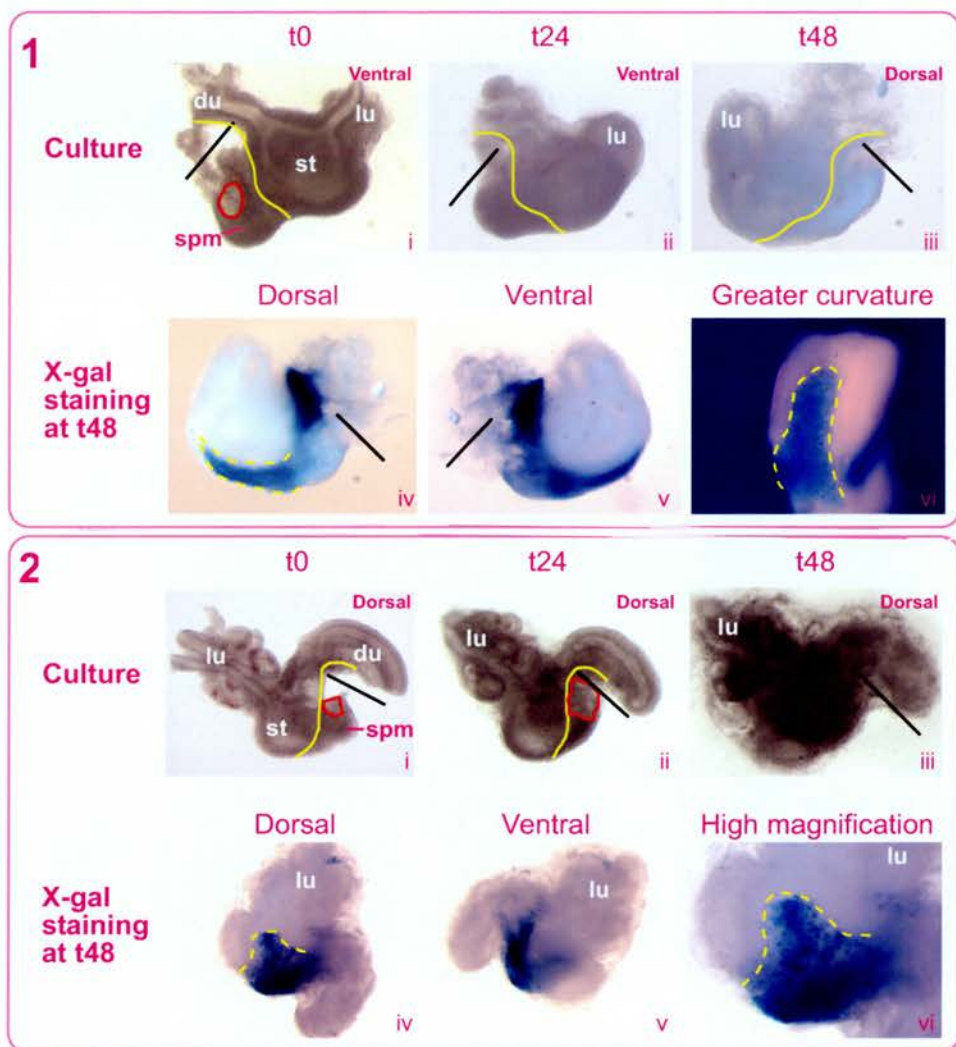 1
t0
t24
t48
Culture
Ventral
du
lu
st
spm
i
Ventral
lu
ii
Dorsal
lu
iii
Dorsal
Ventral
Greater curvature
X-gal
staining
at t48
iv
v
vi
2
t0
t24
t48
Culture
Dorsal
lu
du
st
spm
i
Dorsal
lu
ii
Dorsal
lu
iii
Dorsal
Ventral
High magnification
X-gal
staining
at t48
lu
iv
lu
v
lu
vi